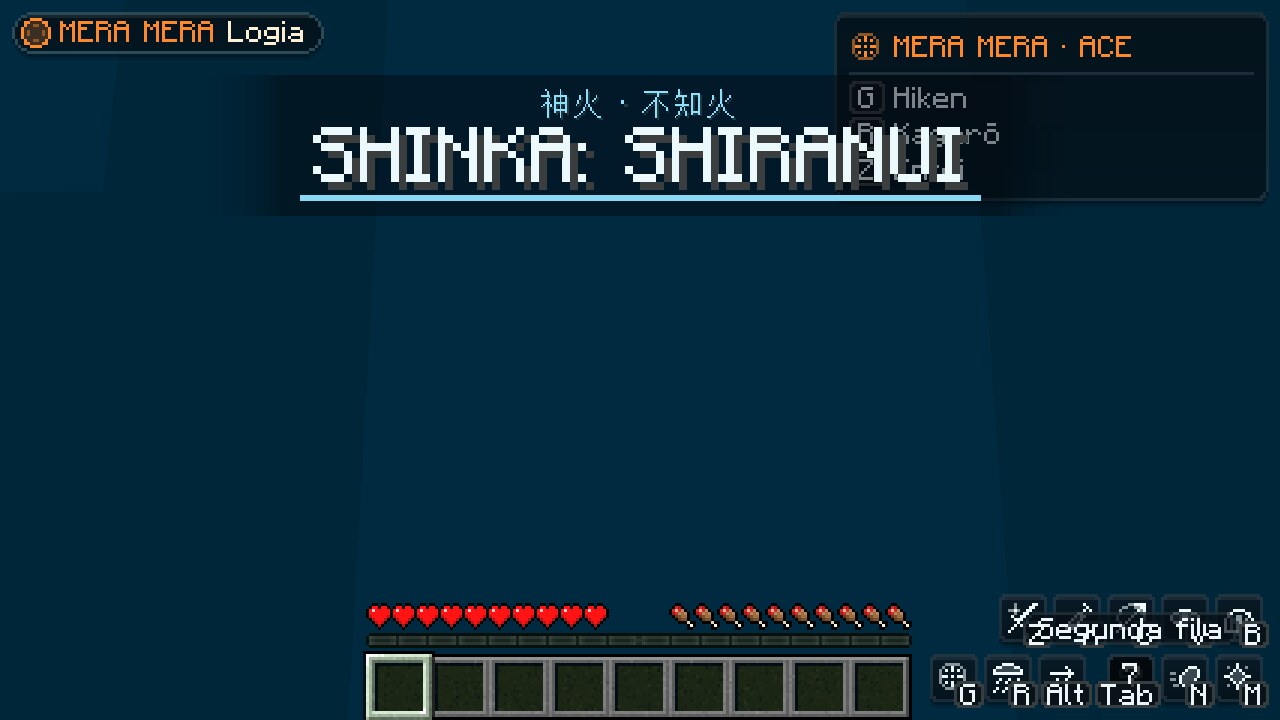 MERA MERA Logia
MERA MERA · ACE
神火 · 不知火
SHINKA: SHIRANUI
G Hiken
R
Z
Segunda fila
B
G R Alt Tab N M